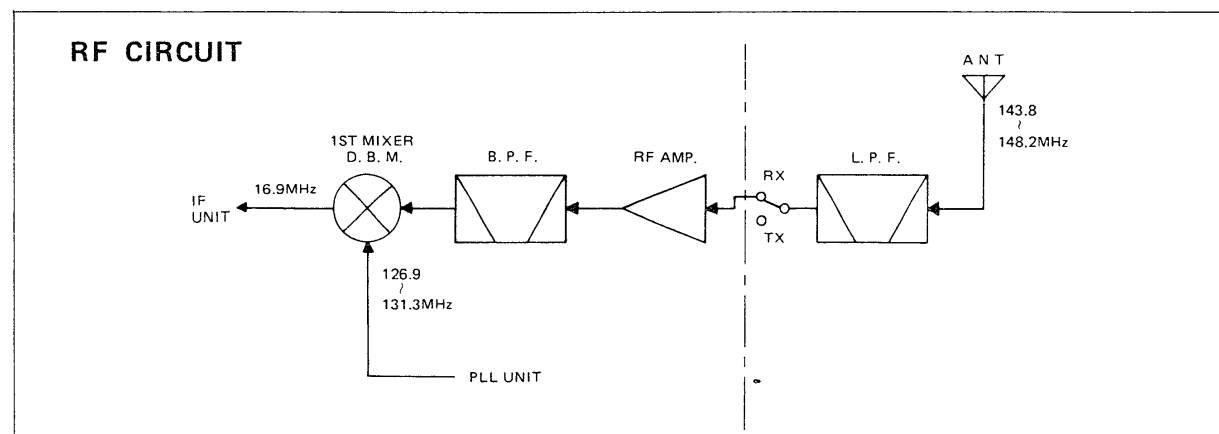 RF CIRCUIT
ANT
143.8
~
148.2MHz
1ST MIXER
D. B. M.
B. P. F.
RF AMP.
RX
L. P. F.
16.9MHz
IF
UNIT
TX
126.9
~
131.3MHz
PLL UNIT